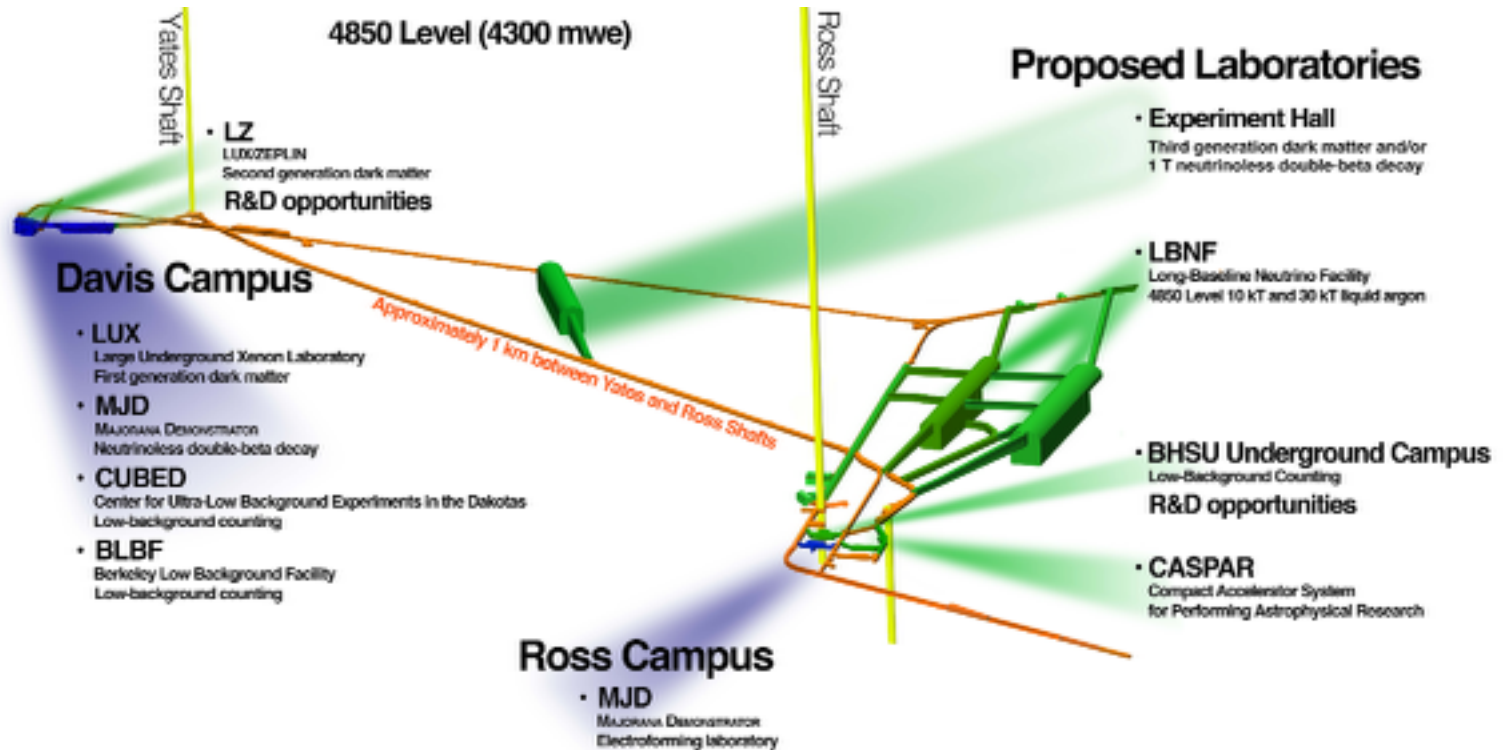 4850 Level (4300 mwe)
Yates Shaft
Ross Shaft
LZ
LUX/ZEPLIN
Second generation dark matter
R&D opportunities
Davis Campus
• LUX
Large Underground Xenon Laboratory
First generation dark matter
• MJD
MAJORANA DEMONSTRATOR
Neutrinoless double-beta decay
• CUBED
Center for Ultra-Low Background Experiments in the Dakotas
Low-background counting
• BLBF
Berkeley Low Background Facility
Low-background counting
Approximately 1 km between Yates and Ross Shafts
Ross Campus
• MJD
MAJORANA DEMONSTRATOR
Electroforming laboratory
Proposed Laboratories
• Experiment Hall
Third generation dark matter and/or
1 T neutrinoless double-beta decay
• LBNF
Long-Baseline Neutrino Facility
4850 Level 10 kT and 30 kT liquid argon
• BHSU Underground Campus
Low-Background Counting
R&D opportunities
• CASPAR
Compact Accelerator System
for Performing Astrophysical Research